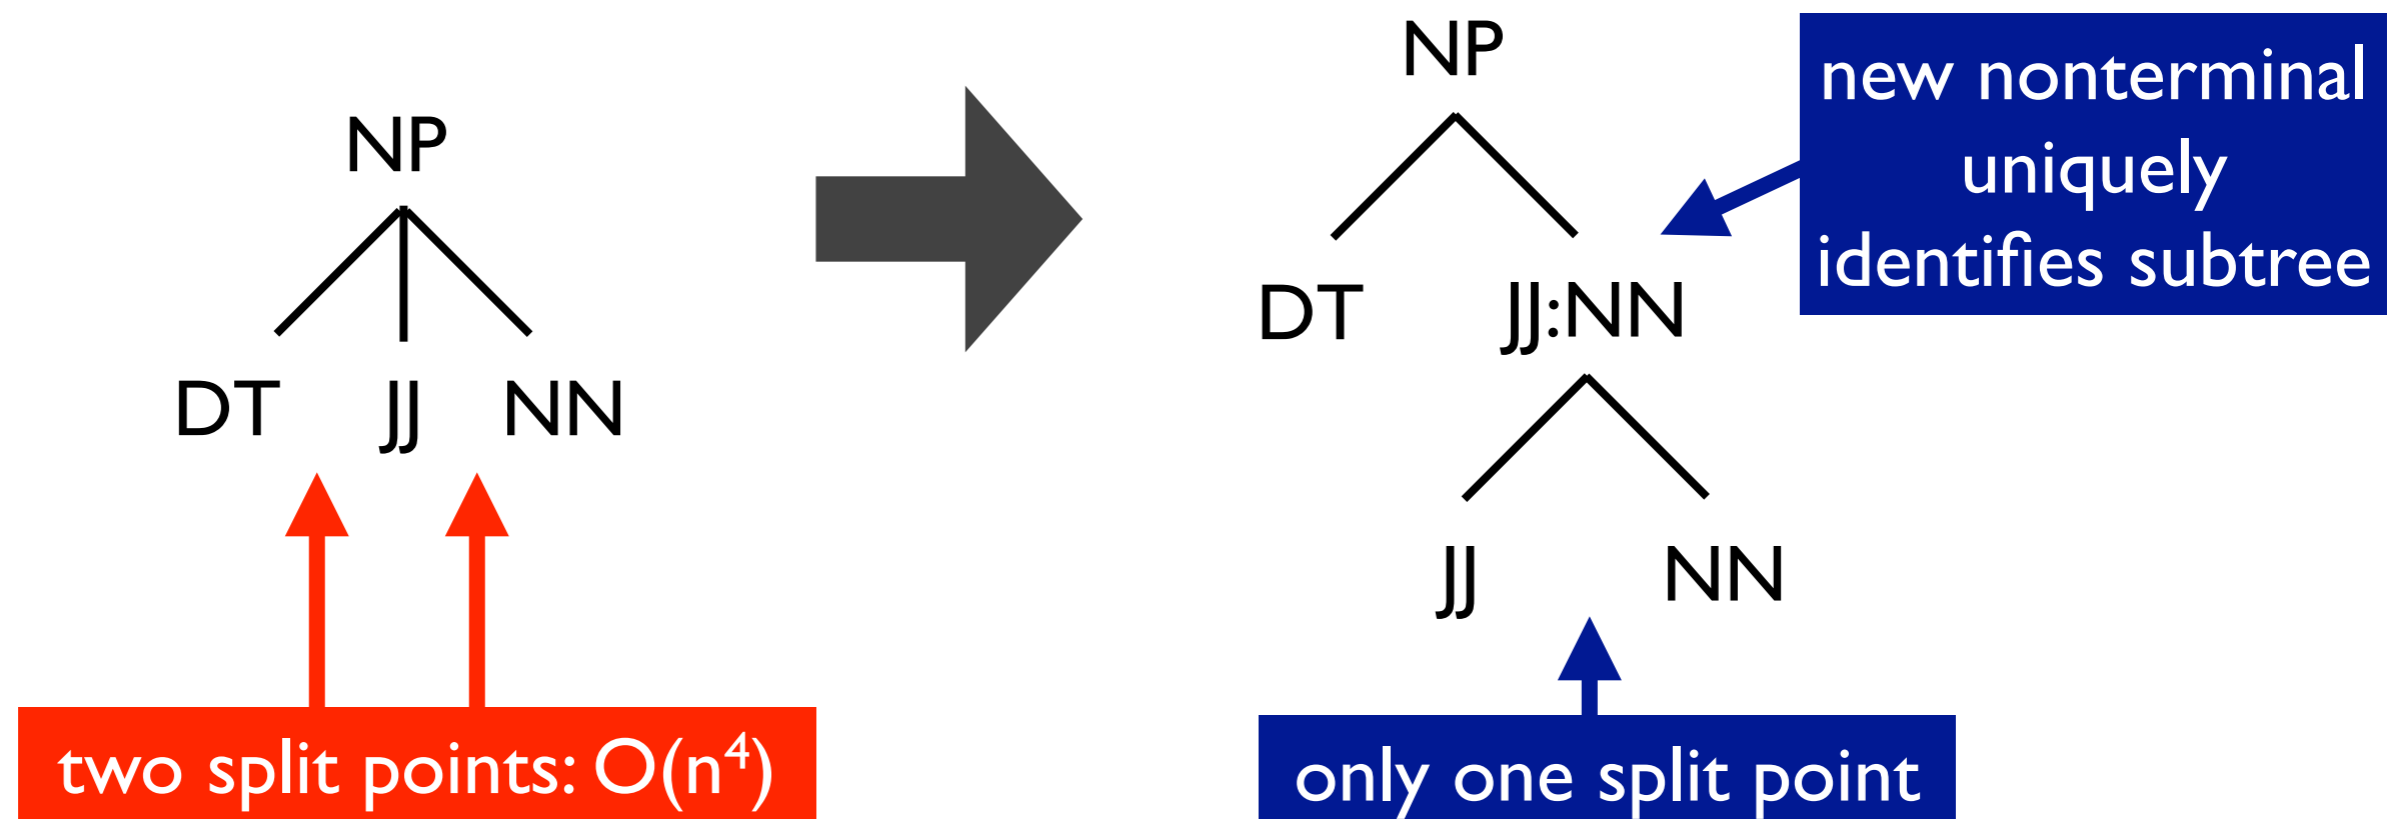 NP
DT JJ NN
two split points: O(n⁴)
NP
DT JJ:NN
JJ NN
only one split point
new nonterminal
uniquely
identifies subtree